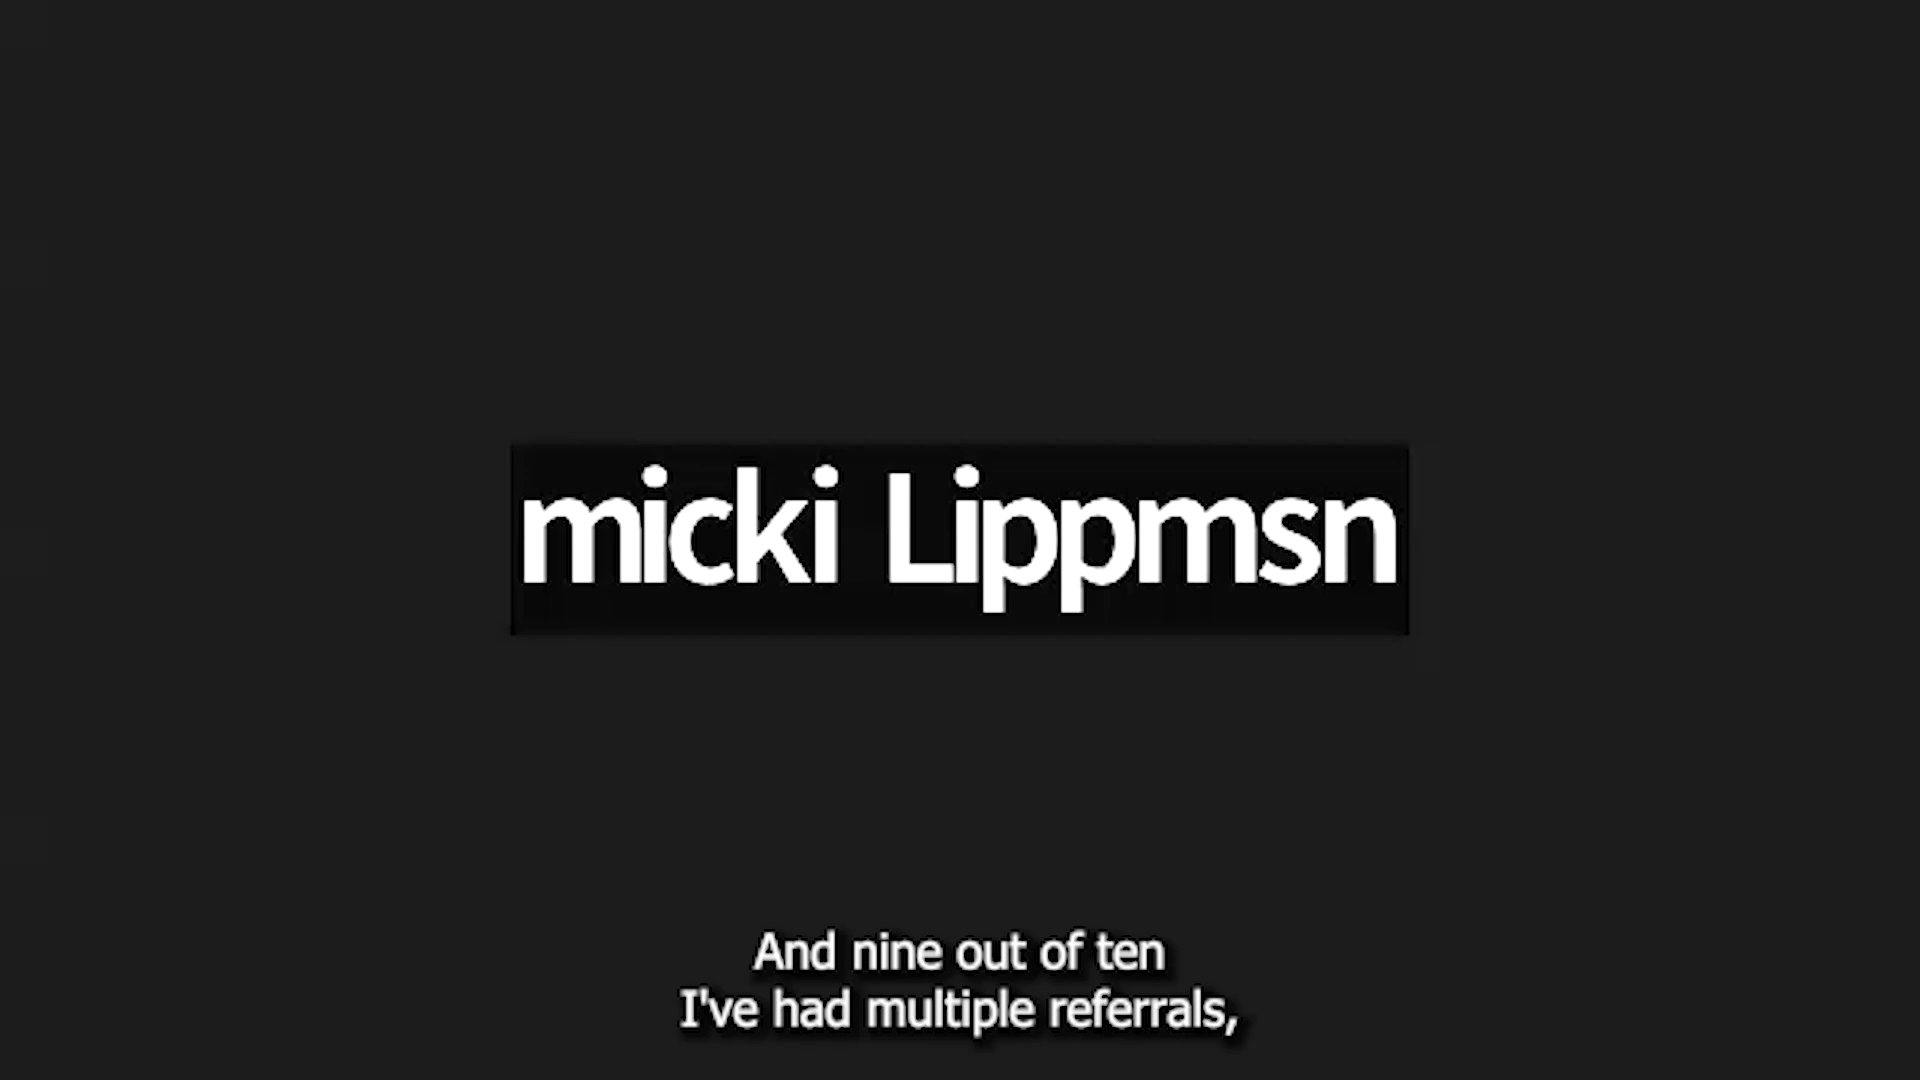 micki Lippmsn
And nine out of ten
I've had multiple referrals,